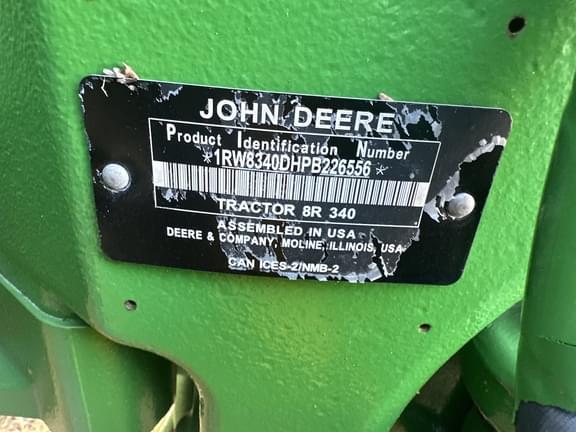 JOHN DEERE
Product Identification Number
*1RW8340DHPB226556*
TRACTOR 8R 340
ASSEMBLED IN USA
DEERE & COMPANY, MOLINE, ILLINOIS, USA
CAN ICES-2/NMB-2